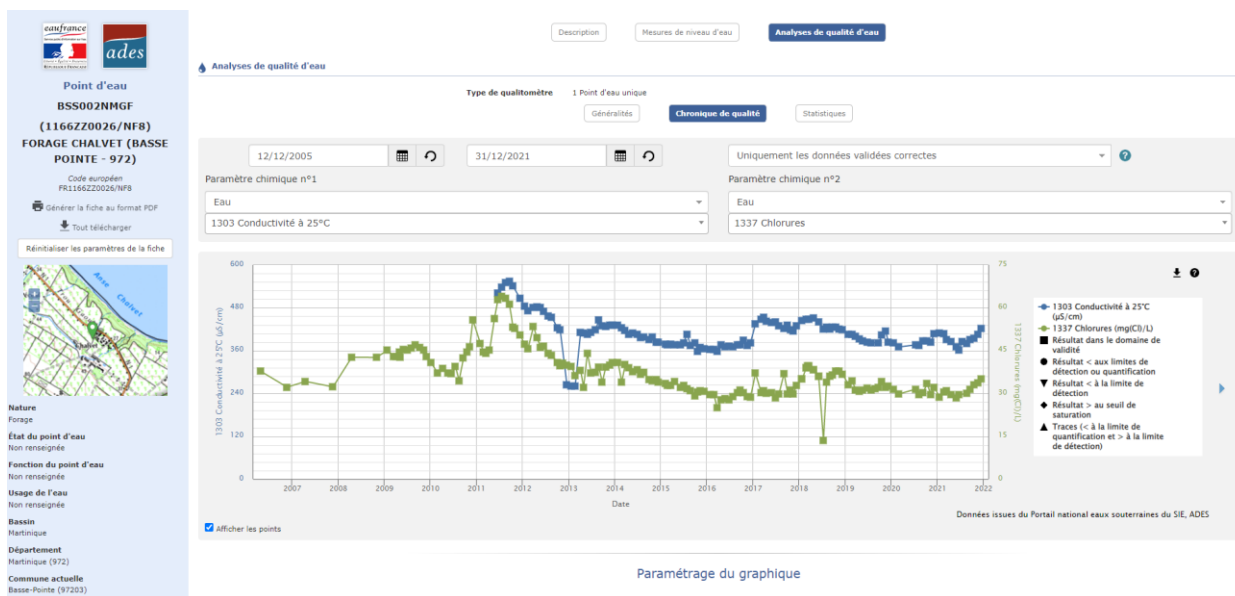 eaufrance
RÉPUBLIQUE FRANÇAISE
ades
Point d'eau
BSS002NMGF
(1166ZZ0026/NF8)
FORAGE CHALVET (BASSE
POINTE - 972)
Code européen
FR1166ZZ0026/NF8
Générer la fiche au format PDF
Tout télécharger
Réinitialiser les paramètres de la fiche
Anse Chalvet
Chalvet
Nature
Forage
État du point d'eau
Non renseignée
Fonction du point d'eau
Non renseignée
Usage de l'eau
Non renseignée
Bassin
Martinique
Département
Martinique (972)
Commune actuelle
Basse-Pointe (97203)
Description
Mesures de niveau d'eau
Analyses de qualité d'eau
Analyses de qualité d'eau
Type de qualitomètre 1 Point d'eau unique
Généralités
Chronique de qualité
Statistiques
12/12/2005
31/12/2021
Uniquement les données validées correctes
?
Paramètre chimique n°1
Paramètre chimique n°2
Eau
Eau
1303 Conductivité à 25°C
1337 Chlorures
600
480
360
240
120
0
1303 Conductivité à 25°C (µS/cm)
75
60
45
30
15
0
1337 Chlorures (mg(Cl)/L)
2007 2008 2009 2010 2011 2012 2013 2014 2015 2016 2017 2018 2019 2020 2021 2022
Date
?
1303 Conductivité à 25°C
(µS/cm)
1337 Chlorures (mg(Cl)/L)
Résultat dans le domaine de
validité
Résultat < aux limites de
détection ou quantification
Résultat < à la limite de
détection
Résultat > au seuil de
saturation
Traces (< à la limite de
quantification et > à la limite
de détection)
Données issues du Portail national eaux souterraines du SIE, ADES
Afficher les points
Paramétrage du graphique